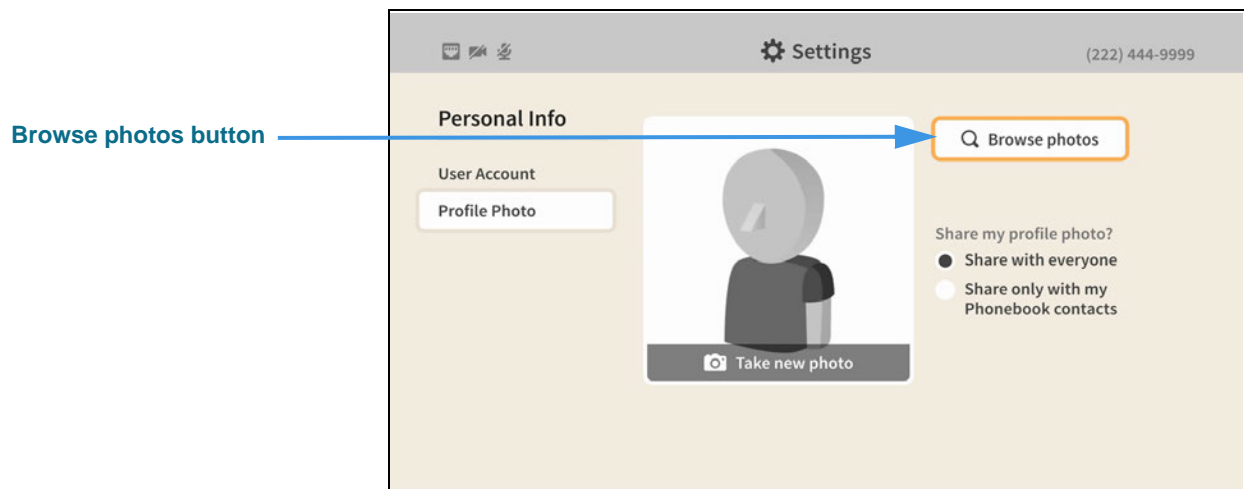 Settings
(222) 444-9999
Browse photos button
Personal Info
User Account
Profile Photo
Take new photo
Browse photos
Share my profile photo?
Share with everyone
Share only with my
Phonebook contacts